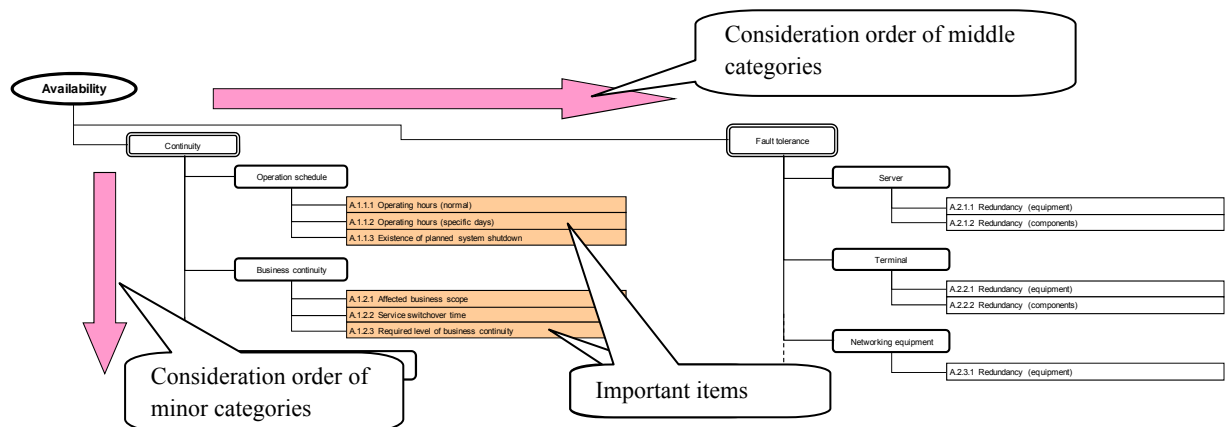 Consideration order of middle
categories
Availability
Continuity
Fault tolerance
Operation schedule
A.1.1.1 Operating hours (normal)
A.1.1.2 Operating hours (specific days)
A.1.1.3 Existence of planned system shutdown
Business continuity
A.1.2.1 Affected business scope
A.1.2.2 Service switchover time
A.1.2.3 Required level of business continuity
Server
A.2.1.1 Redundancy (equipment)
A.2.1.2 Redundancy (components)
Terminal
A.2.2.1 Redundancy (equipment)
A.2.2.2 Redundancy (components)
Networking equipment
A.2.3.1 Redundancy (equipment)
Consideration order of
minor categories
Important items